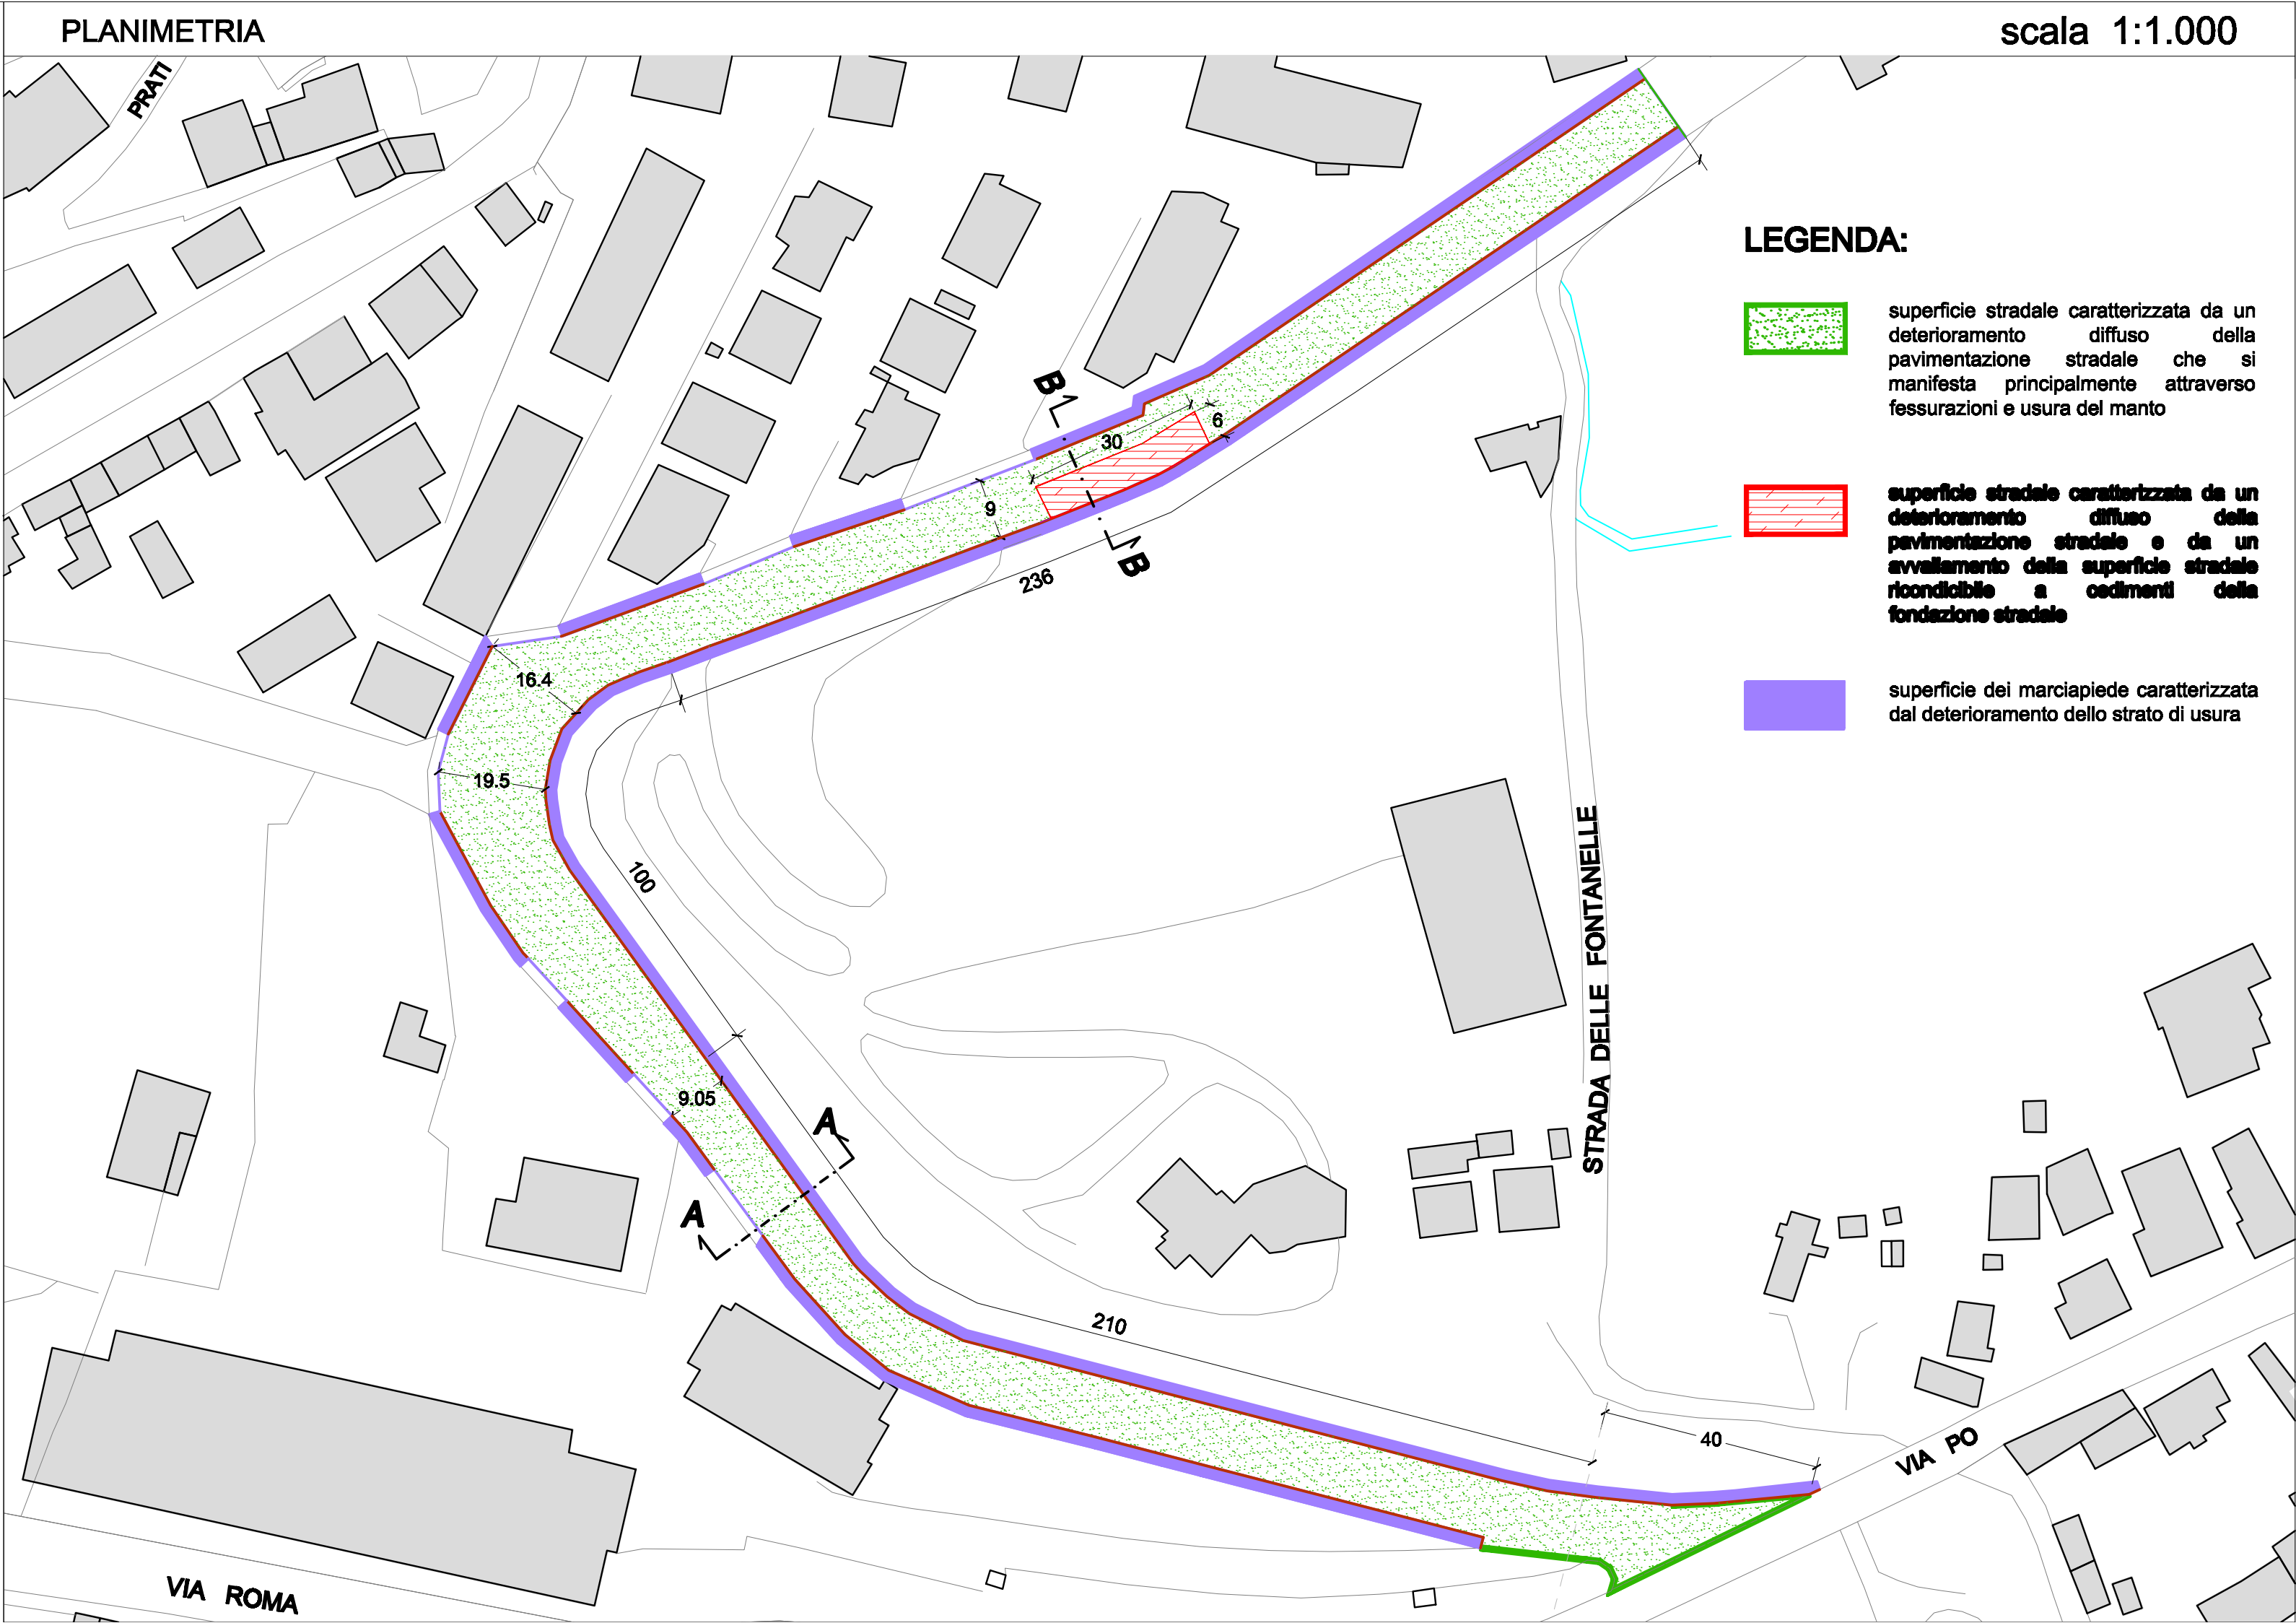 PLANIMETRIA
scala 1:1.000
PRATI
LEGENDA:
superficie stradale caratterizzata da un
deterioramento diffuso della
pavimentazione stradale che si
manifesta principalmente attraverso
fessurazioni e usura del manto
superficie stradale caratterizzata da un
deterioramento diffuso della
pavimentazione stradale e da un
avvallamento della superficie stradale
ricondicibile a cedimenti della
fondazione stradale
superficie dei marciapiede caratterizzata
dal deterioramento dello strato di usura
B
6
30
9
B
236
16.4
19.5
100
STRADA DELLE FONTANELLE
9.05
A
A
210
40
VIA PO
VIA ROMA